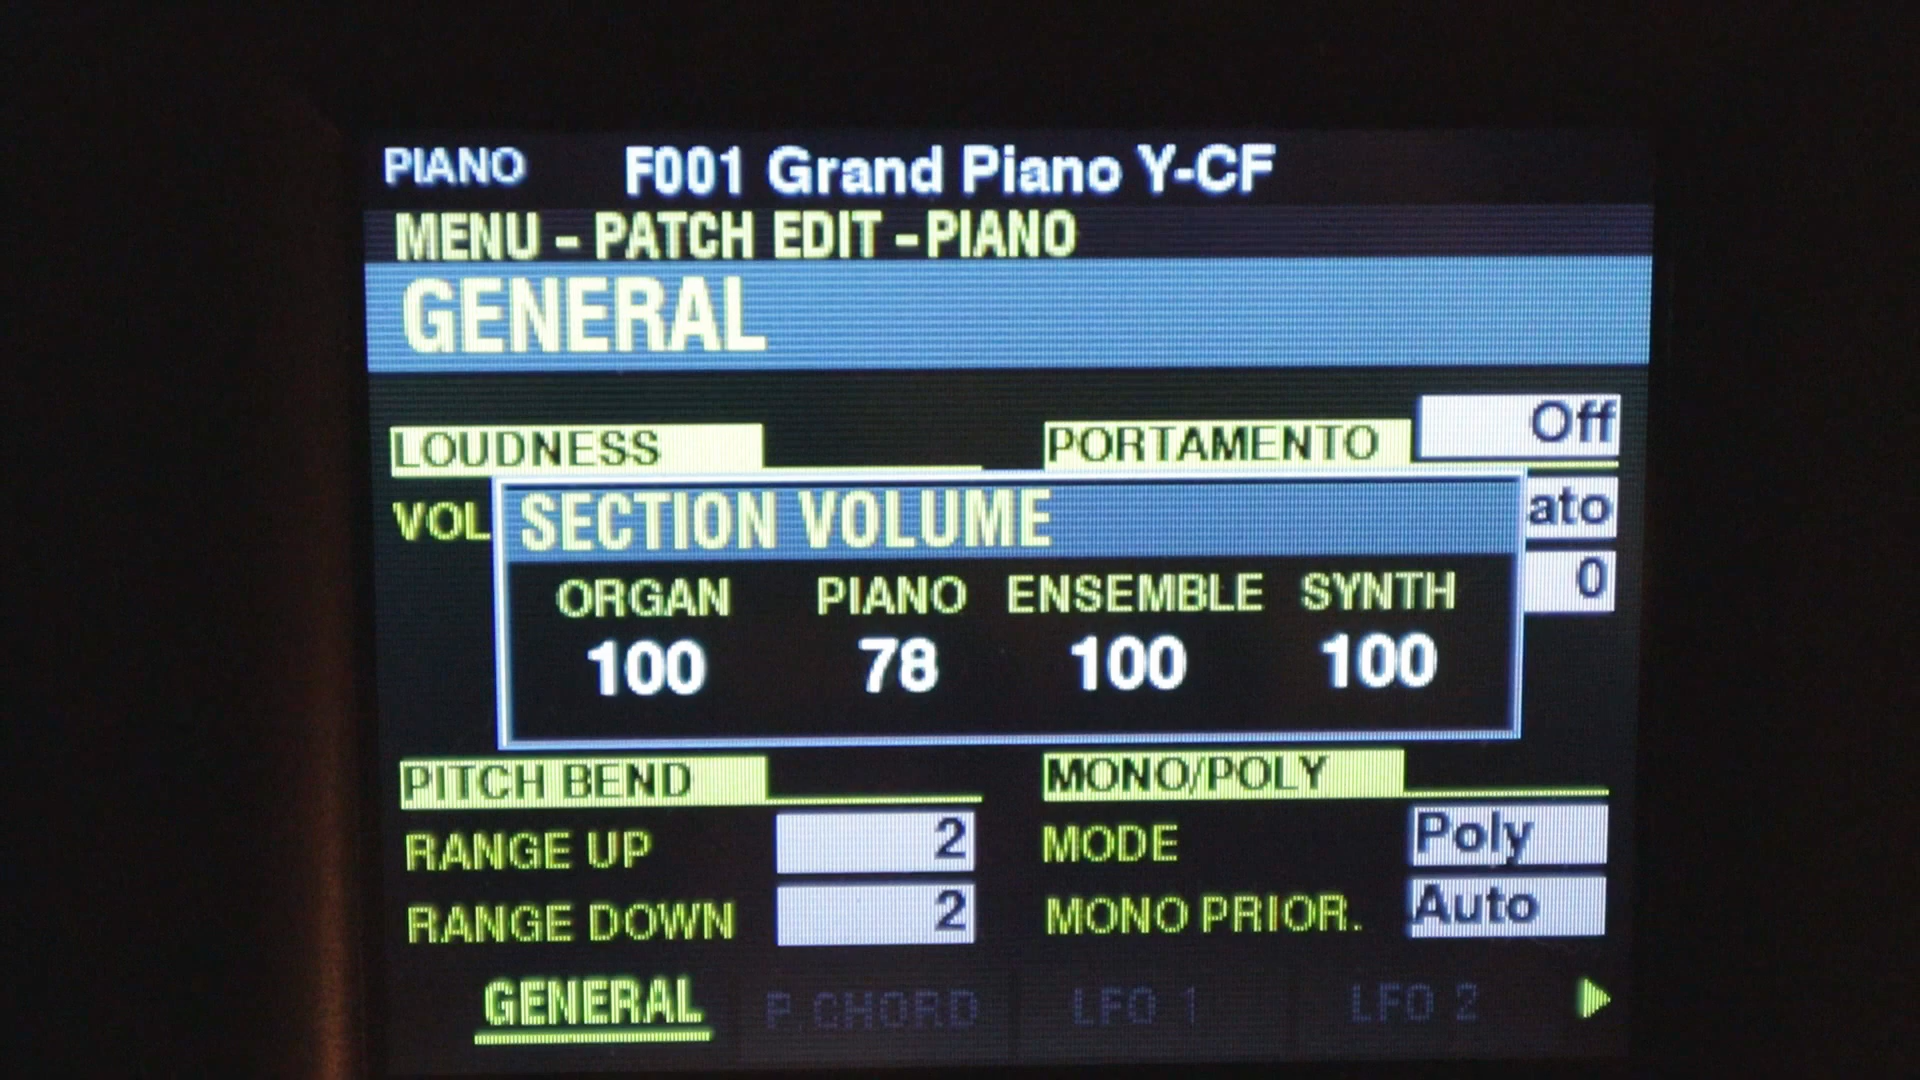 PIANO F001 Grand Piano Y-CF
MENU - PATCH EDIT - PIANO
GENERAL
LOUDNESS PORTAMENTO Off
VOL ato
0
SECTION VOLUME
ORGAN PIANO ENSEMBLE SYNTH
100 78 100 100
PITCH BEND MONO/POLY
RANGE UP 2 MODE Poly
RANGE DOWN 2 MONO PRIOR. Auto
GENERAL P.CHORD LFO 1 LFO 2